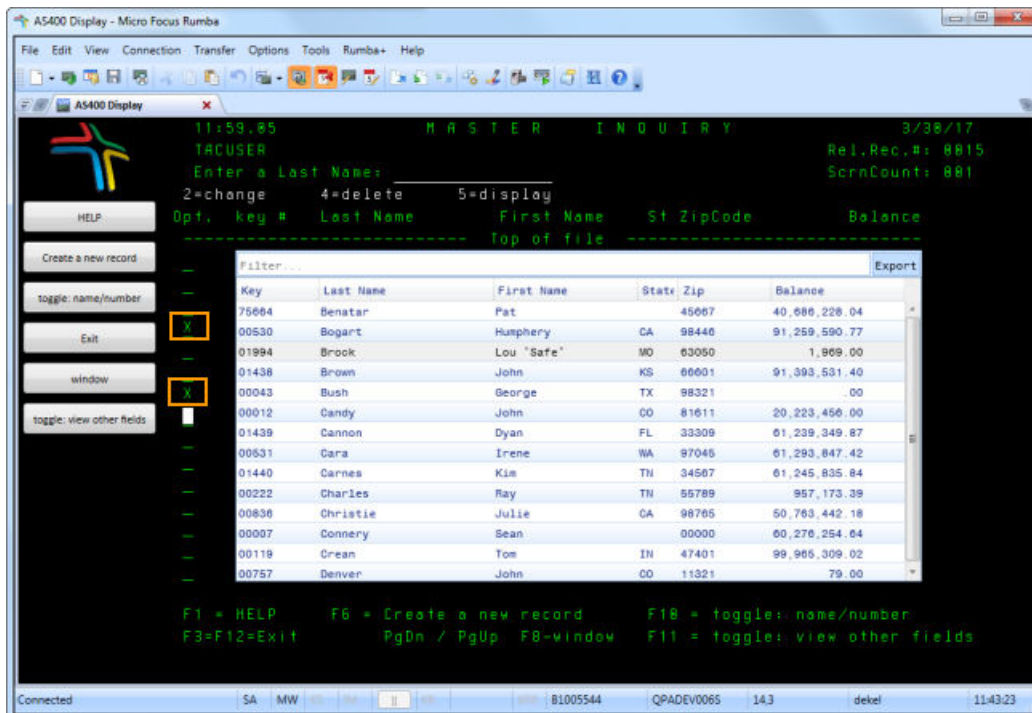 AS400 Display - Micro Focus Rumba
File Edit View Connection Transfer Options Tools Rumba+ Help
AS400 Display
11:59.05 M A S T E R I N Q U I R Y 3/30/17
TACUSER Rel.Rec.#: 0015
Enter a Last Name: ScrnCount: 001
2=change 4=delete 5=display
HELP
Opt. key # Last Name First Name St ZipCode Balance
Top of file
Create a new record
toggle: name/number
Exit
window
toggle: view other fields
X
X
Filter... Export
Key Last Name First Name State Zip Balance
75664 Benatar Pat 45667 40,686,228.04
00530 Bogart Humphery CA 98446 91,259,590.77
01994 Brook Lou "Safe" MO 63050 1,969.00
01438 Brown John KS 66601 91,393,531.40
00043 Bush George TX 98321 .00
00012 Candy John CO 81611 20,223,456.00
01439 Cannon Dyan FL 33309 61,239,349.87
00531 Cara Irene WA 97045 61,293,847.42
01440 Carnes Kim TN 34567 61,245,835.84
00222 Charles Ray TN 55789 957,173.39
00836 Christie Julie CA 98765 50,763,442.18
00007 Connery Sean 00000 60,276,254.64
00119 Crean Tom IN 47401 99,965,309.02
00757 Denver John CO 11321 79.00
F1 = HELP F6 = Create a new record F10 = toggle: name/number
F3=F12=Exit PgDn / PgUp F8-window F11 = toggle: view other fields
Connected SA MW II B1005544 QPADEV006S 14,3 dekel 11:43:23